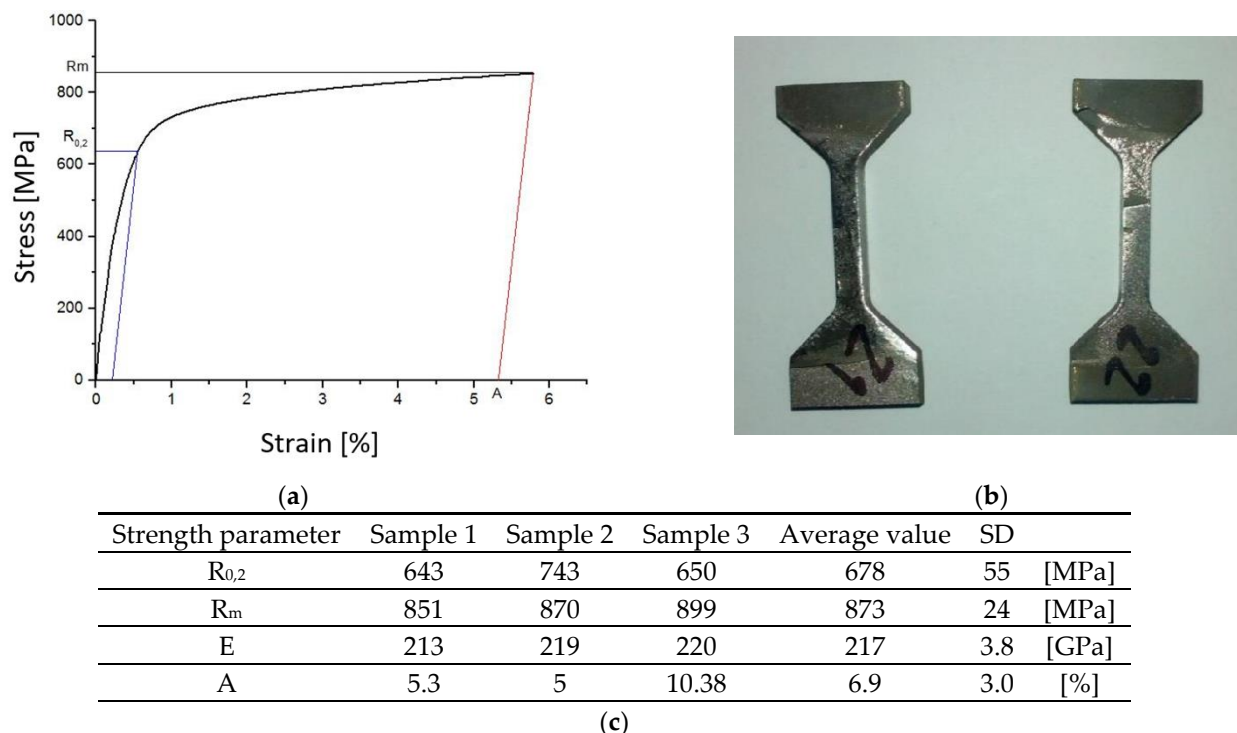 1000
Rm
800
R0,2
600
400
200
0
Stress [MPa]
0 1 2 3 4 5 A 6
Strain [%]
22
22
(a) (b)
Strength parameter Sample 1 Sample 2 Sample 3 Average value SD
R0,2 643 743 650 678 55 [MPa]
Rm 851 870 899 873 24 [MPa]
E 213 219 220 217 3.8 [GPa]
A 5.3 5 10.38 6.9 3.0 [%]
(c)